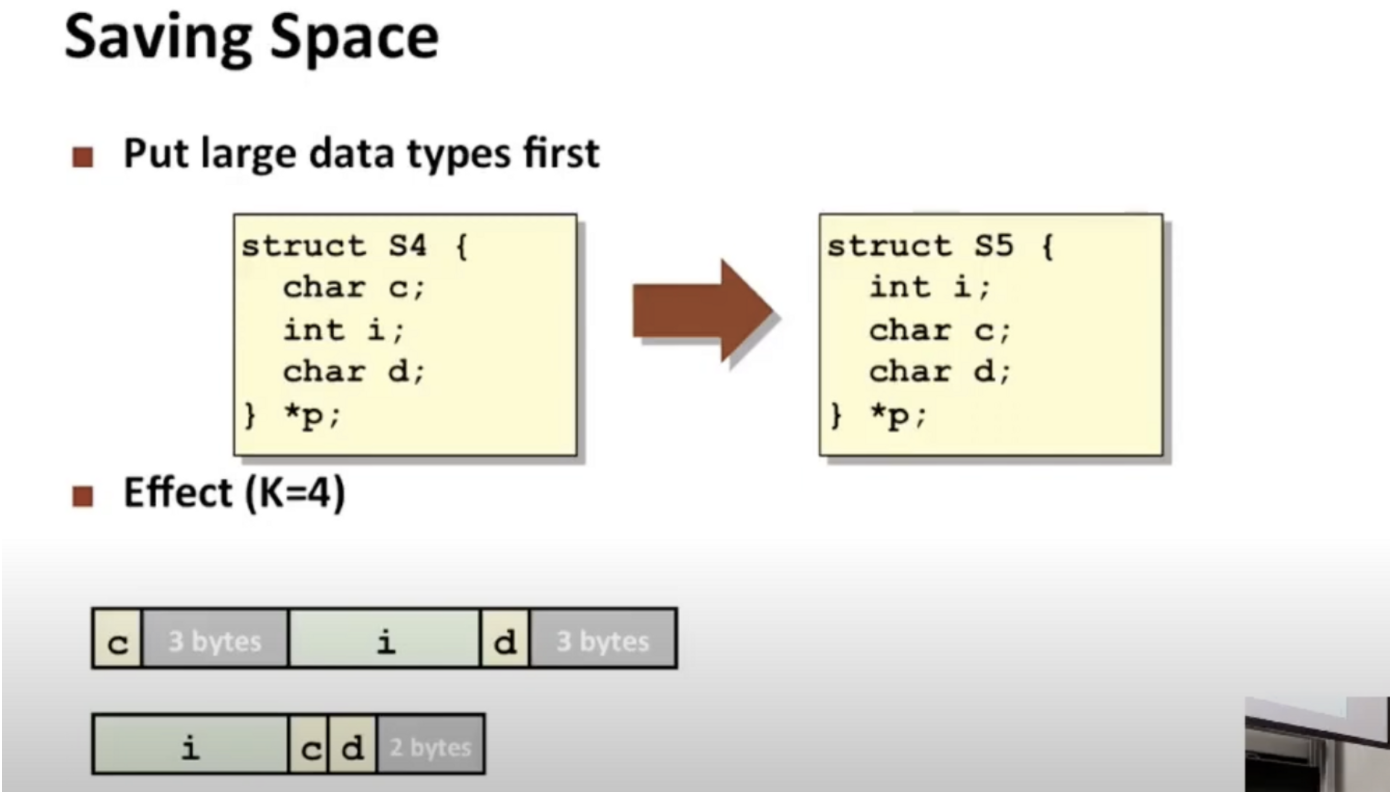 Saving Space
Put large data types first
struct S4 {
char c;
int i;
char d;
} *p;
struct S5 {
int i;
char c;
char d;
} *p;
Effect (K=4)
c 3 bytes i d 3 bytes
i c d 2 bytes